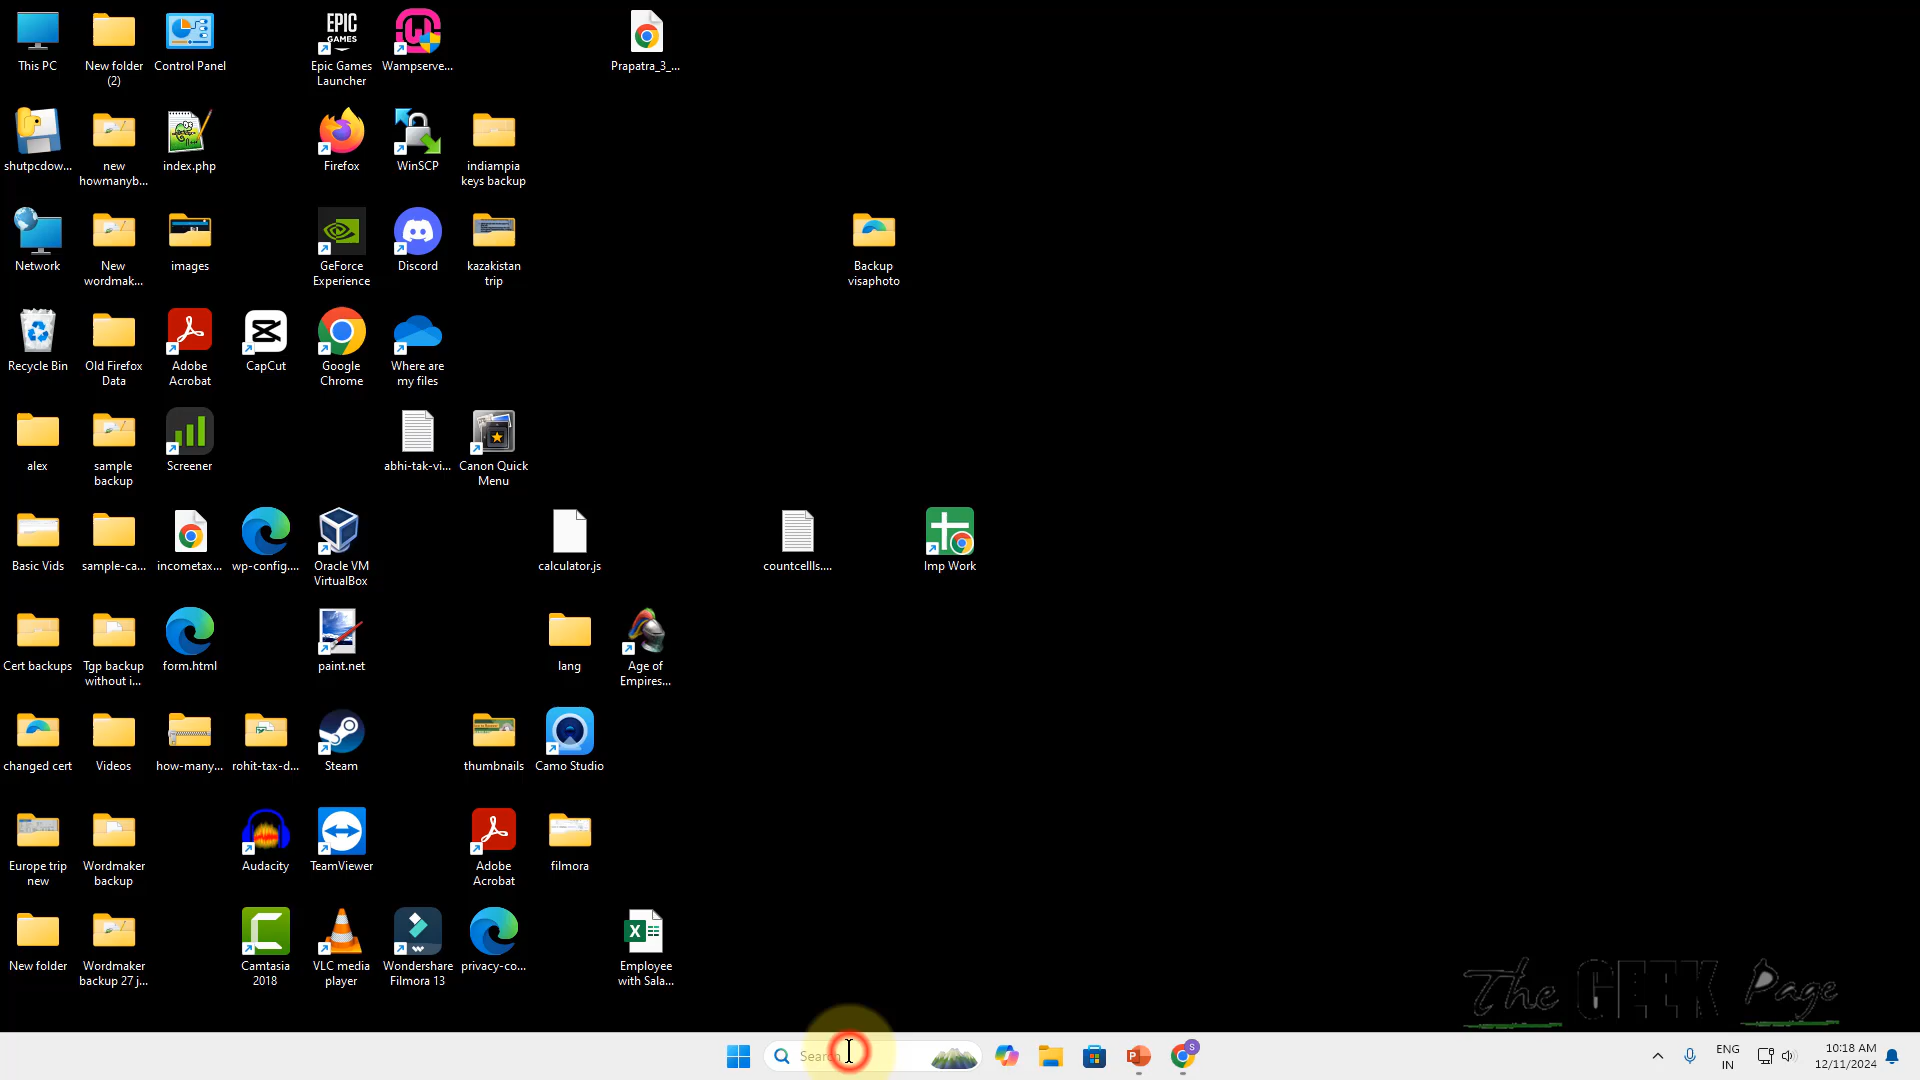 This PC
New folder
(2)
Control Panel
EPIC
GAMES
Epic Games
Launcher
Wampserve...
Prapatra_3_...
shutpcdow...
new
howmanyb...
index.php
Firefox
WinSCP
indiampia
keys backup
Network
New
wordmak...
images
GeForce
Experience
Discord
kazakistan
trip
Backup
visaphoto
Recycle Bin
Old Firefox
Data
Adobe
Acrobat
CapCut
Google
Chrome
Where are
my files
alex
sample
backup
Screener
abhi-tak-vi...
Canon Quick
Menu
Basic Vids
sample-ca...
incometax...
wp-config....
Oracle VM
VirtualBox
calculator.js
countcellls....
Imp Work
Cert backups
Tgp backup
without i...
form.html
paint.net
lang
Age of
Empires...
changed cert
Videos
how-many...
rohit-tax-d...
Steam
thumbnails
Camo Studio
Europe trip
new
Wordmaker
backup
Audacity
TeamViewer
Adobe
Acrobat
filmora
New folder
Wordmaker
backup 27 j...
Camtasia
2018
VLC media
player
Wondershare
Filmora 13
privacy-co...
Employee
with Sala...
The GEEK Page
Search
S
ENG
IN
10:18 AM
12/11/2024